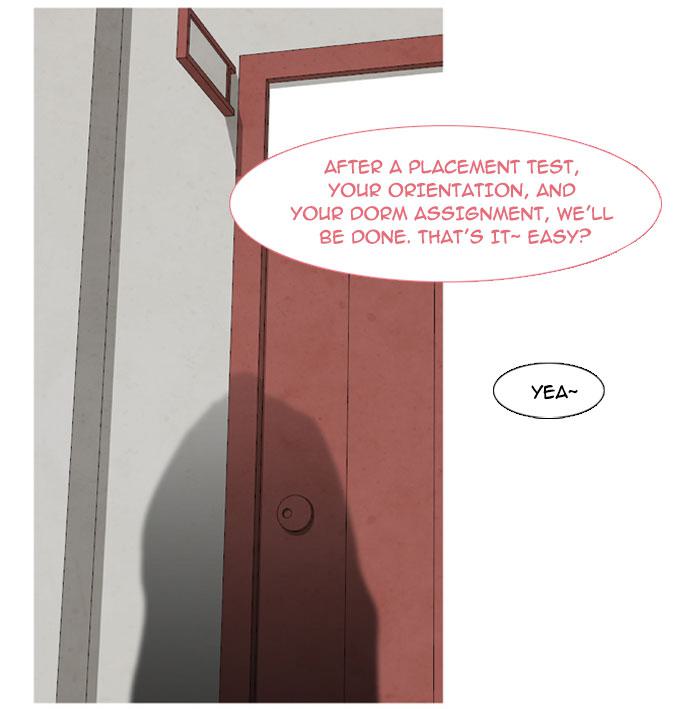 AFTER A PLACEMENT TEST,
YOUR ORIENTATION, AND
YOUR DORM ASSIGNMENT, WE'LL
BE DONE. THAT'S IT~ EASY?
YEA~